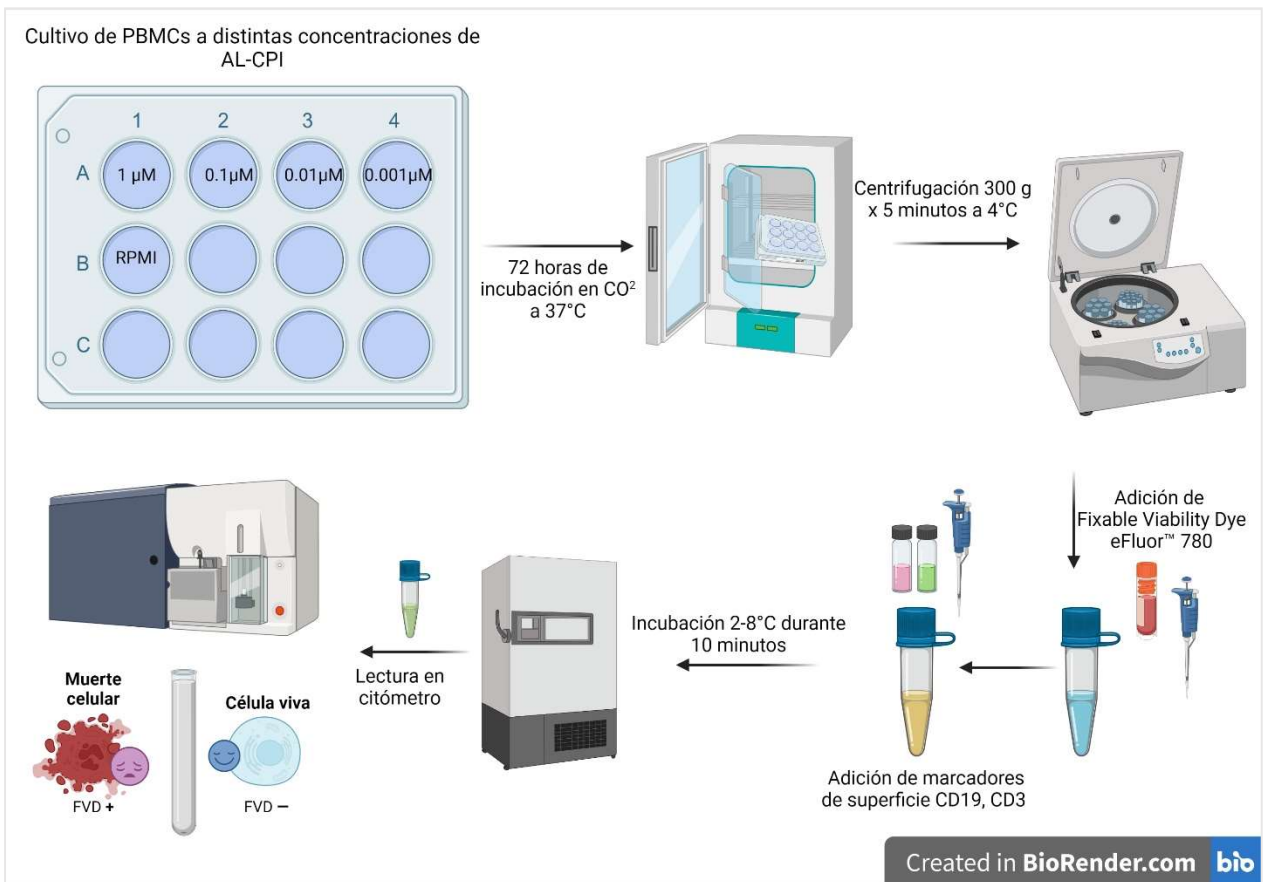 Cultivo de PBMCs a distintas concentraciones de
AL-CPI
1 2 3 4
A 1 µM 0.1µM 0.01µM 0.001µM
B RPMI
C
72 horas de
incubación en CO²
a 37°C
Centrifugación 300 g
x 5 minutos a 4°C
Adición de
Fixable Viability Dye
eFluor™ 780
Adición de marcadores
de superficie CD19, CD3
Incubación 2-8°C durante
10 minutos
Lectura en
citómetro
Muerte
celular
FVD +
Célula viva
FVD −
Created in BioRender.com bio